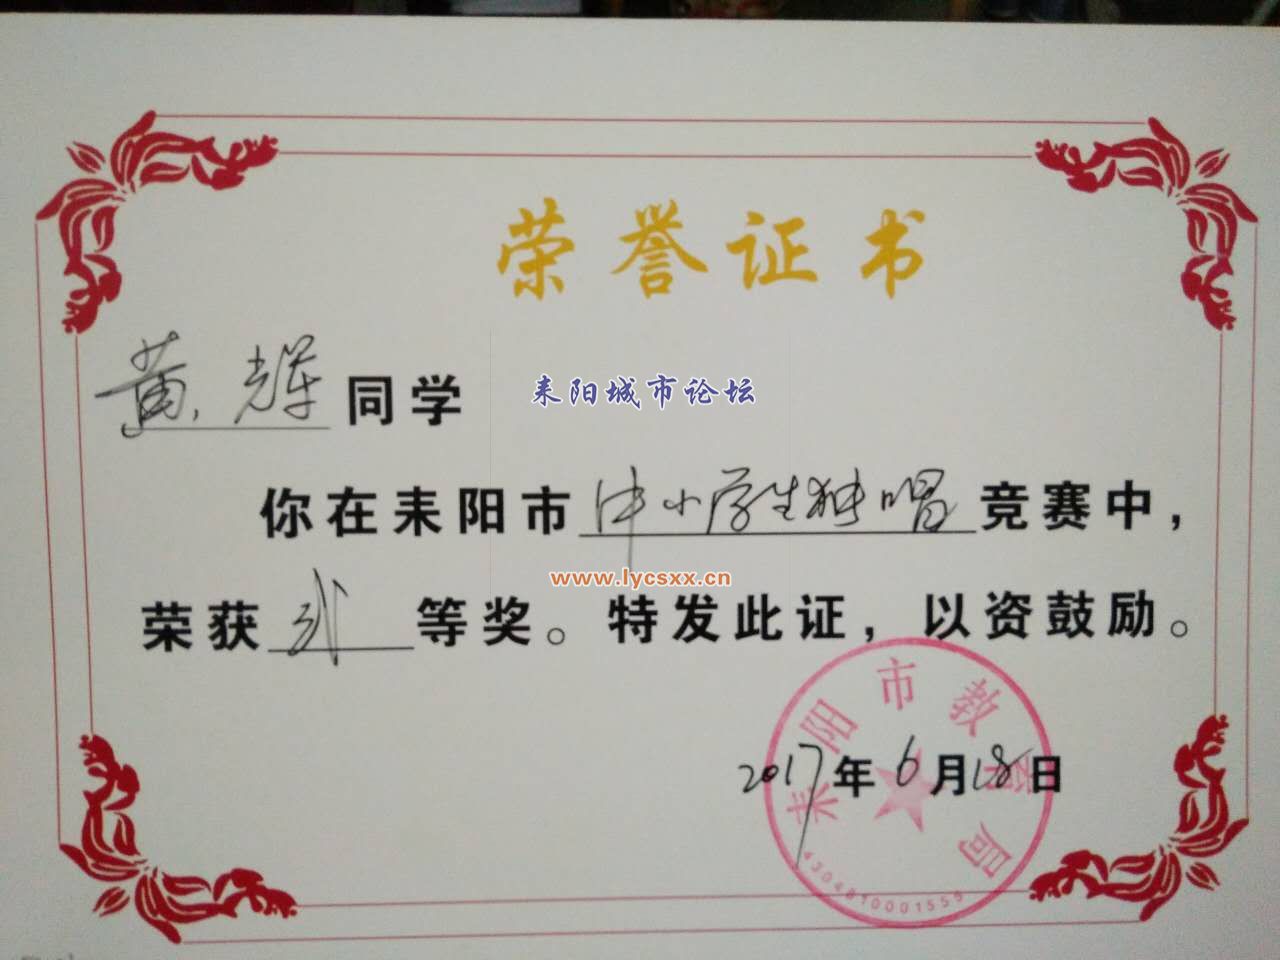 荣誉证书
黄辉同学
耒阳城市论坛
你在耒阳市中小学生独唱竞赛中，
www.lycsxx.cn
荣获贰等奖。特发此证，以资鼓励。
耒阳市教育局
2017年6月18日
4304810001559